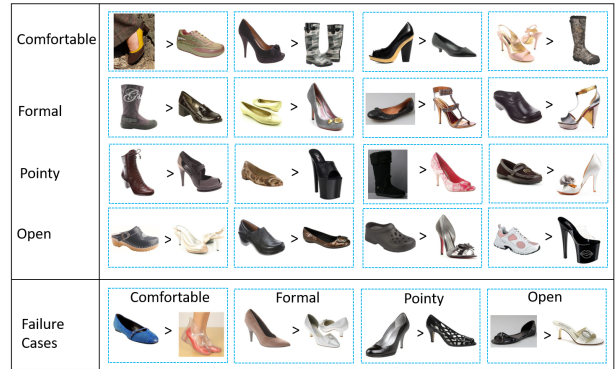 Comfortable > > > >
Formal > > > >
Pointy > > > >
Open > > > >
Comfortable Formal Pointy Open
Failure
Cases
> > > >